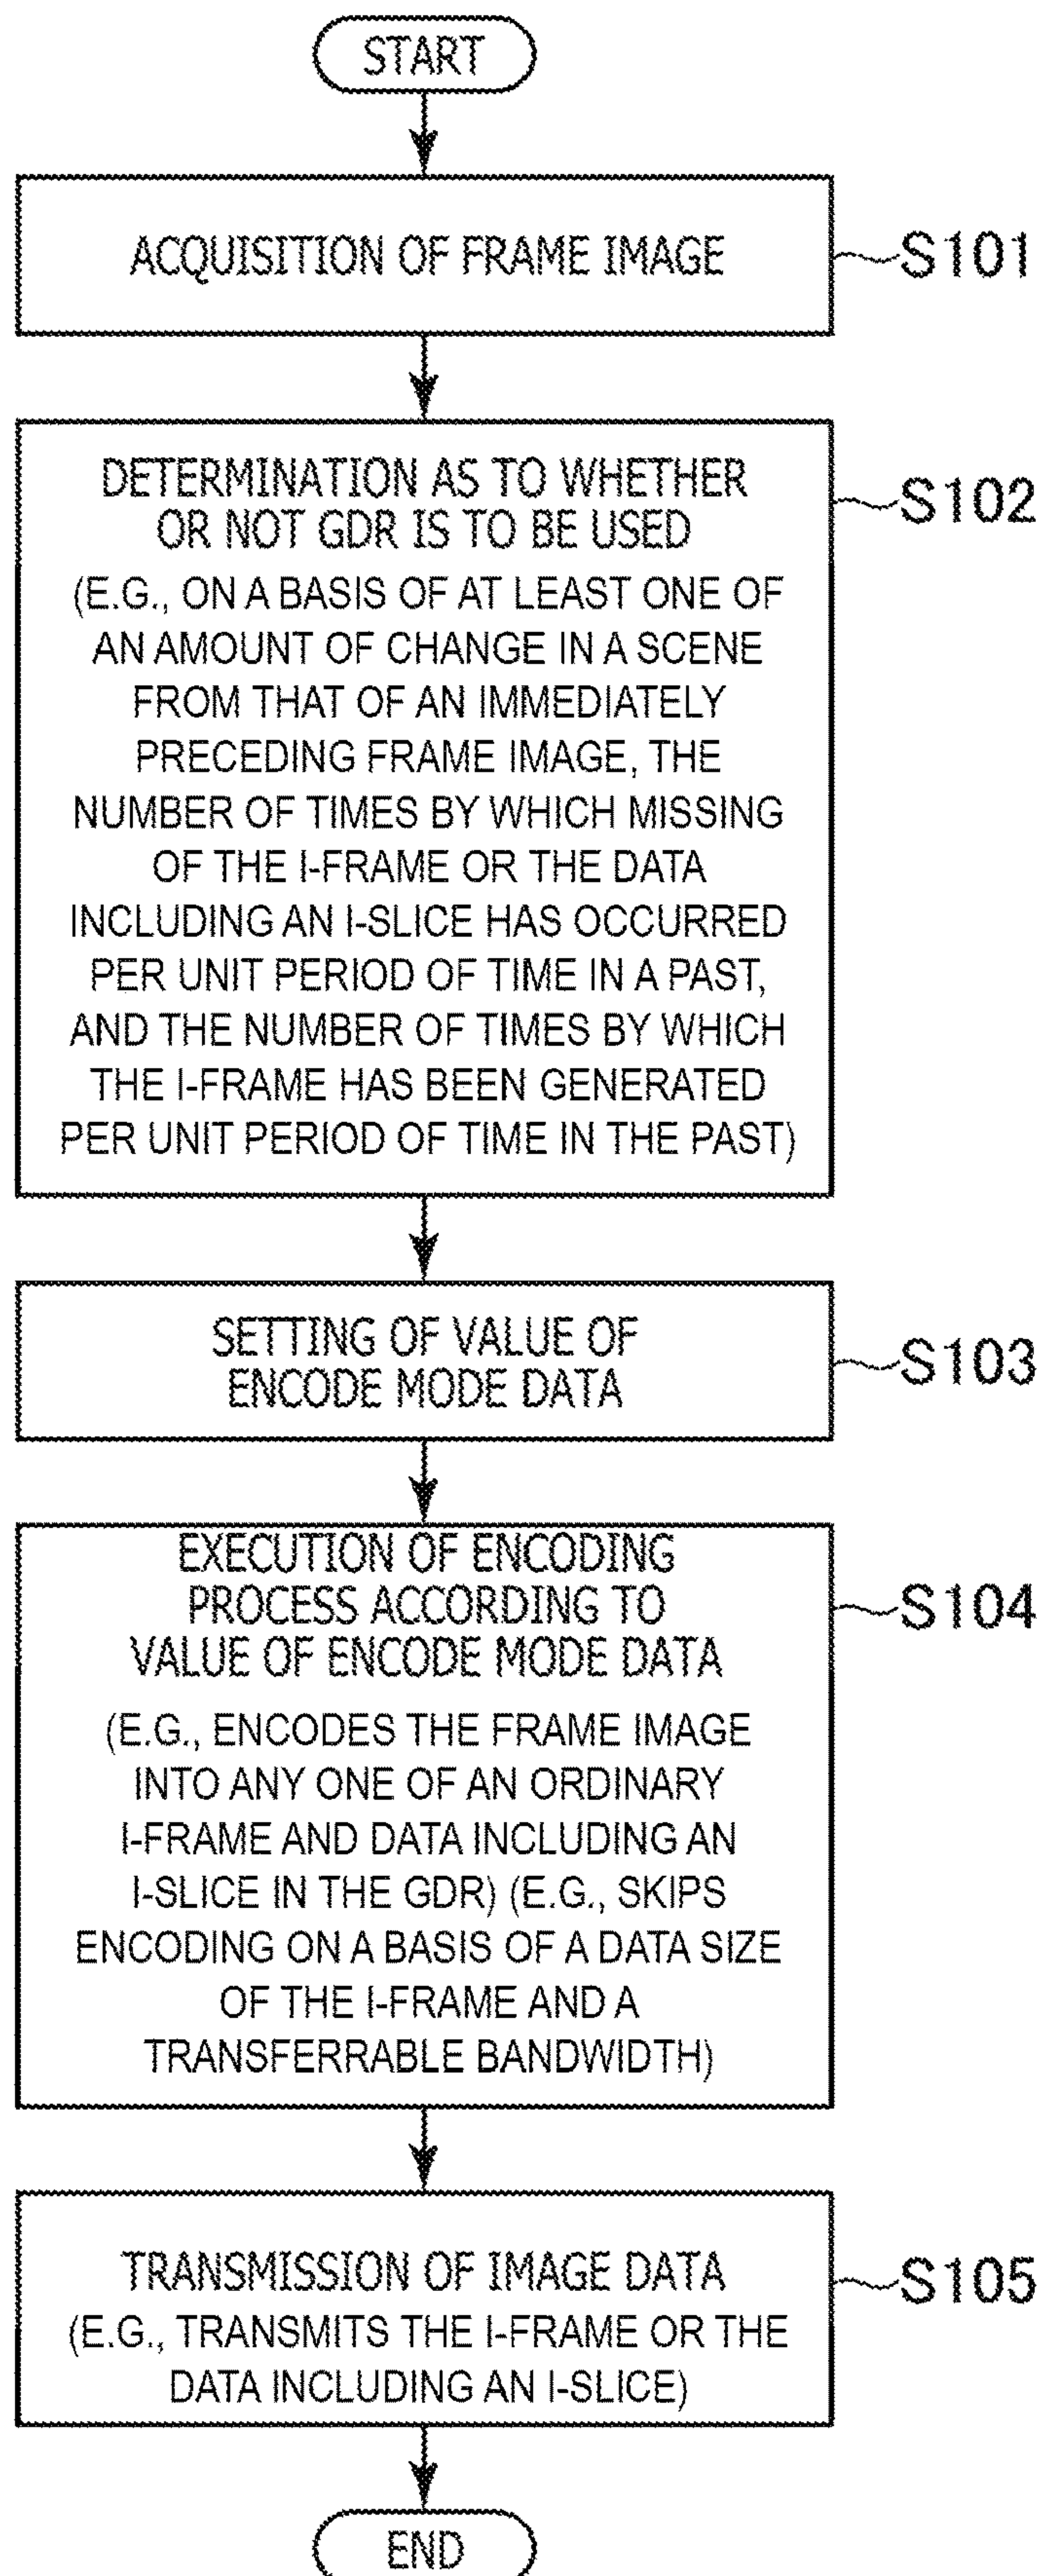 START
ACQUISITION OF FRAME IMAGE
S101
DETERMINATION AS TO WHETHER
OR NOT GDR IS TO BE USED
S102
(E.G., ON A BASIS OF AT LEAST ONE OF
AN AMOUNT OF CHANGE IN A SCENE
FROM THAT OF AN IMMEDIATELY
PRECEDING FRAME IMAGE, THE
NUMBER OF TIMES BY WHICH MISSING
OF THE I-FRAME OR THE DATA
INCLUDING AN I-SLICE HAS OCCURRED
PER UNIT PERIOD OF TIME IN A PAST,
AND THE NUMBER OF TIMES BY WHICH
THE I-FRAME HAS BEEN GENERATED
PER UNIT PERIOD OF TIME IN THE PAST)
SETTING OF VALUE OF
ENCODE MODE DATA
S103
EXECUTION OF ENCODING
PROCESS ACCORDING TO
VALUE OF ENCODE MODE DATA
S104
(E.G., ENCODES THE FRAME IMAGE
INTO ANY ONE OF AN ORDINARY
I-FRAME AND DATA INCLUDING AN
I-SLICE IN THE GDR) (E.G., SKIPS
ENCODING ON A BASIS OF A DATA SIZE
OF THE I-FRAME AND A
TRANSFERRABLE BANDWIDTH)
TRANSMISSION OF IMAGE DATA
S105
(E.G., TRANSMITS THE I-FRAME OR THE
DATA INCLUDING AN I-SLICE)
END